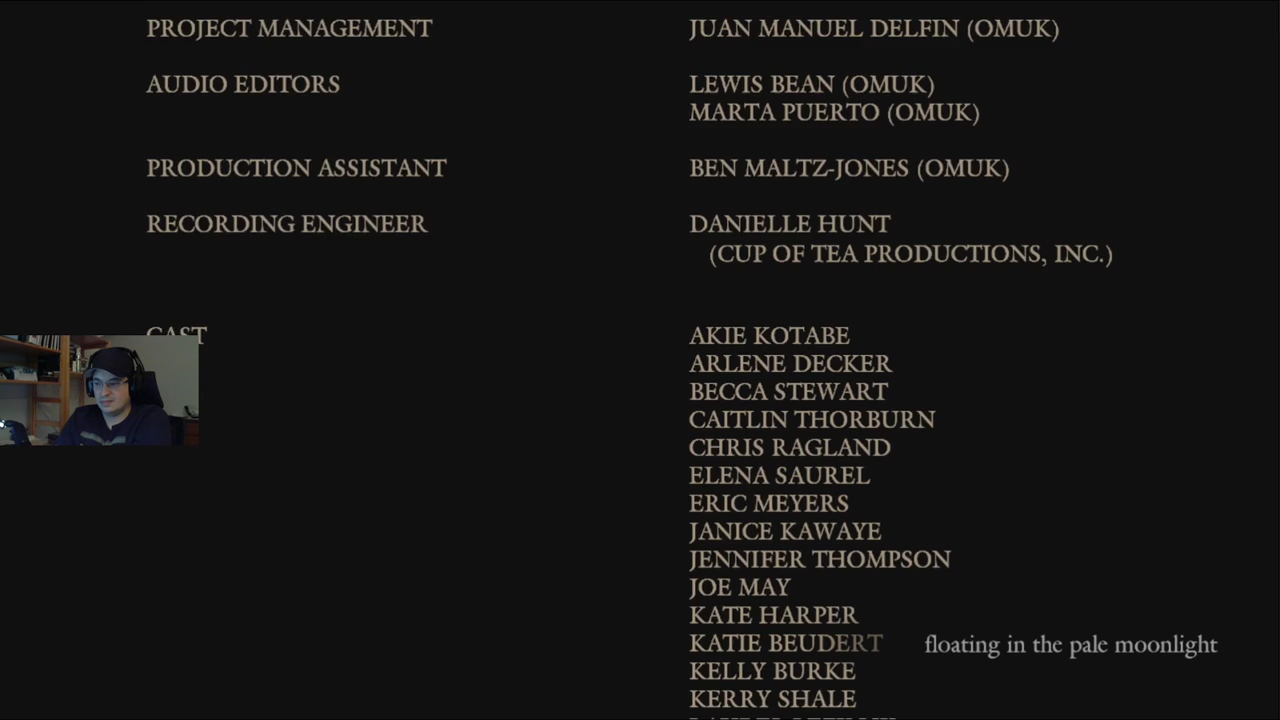 PROJECT MANAGEMENT JUAN MANUEL DELFIN (OMUK)
AUDIO EDITORS LEWIS BEAN (OMUK)
MARTA PUERTO (OMUK)
PRODUCTION ASSISTANT BEN MALTZ-JONES (OMUK)
RECORDING ENGINEER DANIELLE HUNT
(CUP OF TEA PRODUCTIONS, INC.)
CAST AKIE KOTABE
ARLENE DECKER
BECCA STEWART
CAITLIN THORBURN
CHRIS RAGLAND
ELENA SAUREL
ERIC MEYERS
JANICE KAWAYE
JENNIFER THOMPSON
JOE MAY
KATE HARPER
KATIE BEUDERT floating in the pale moonlight
KELLY BURKE
KERRY SHALE